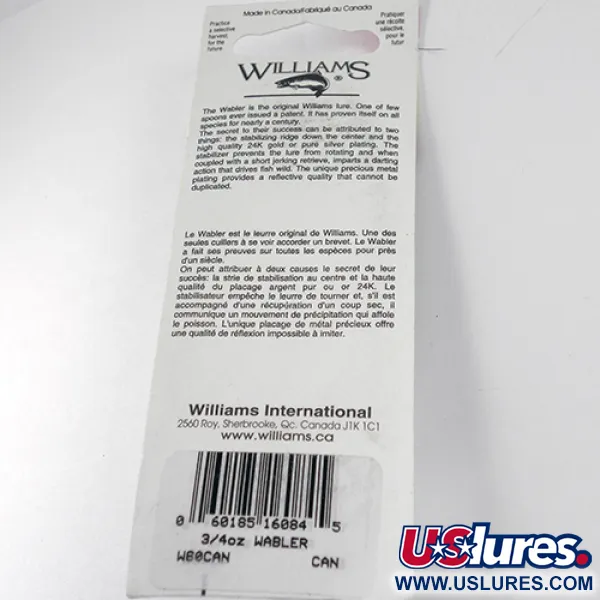 Made in Canada/Fabriqué au Canada
Practice
a selective
harvest,
for the
future
Pratiquer
une récolte
sélective,
pour le
futur
WILLIAMS
®
The Wabler is the original Williams lure. One of few
spoons ever issued a patent. It has proven itself on all
species for nearly a century.
The secret to their success can be attributed to two
things: the stabilizing ridge down the center and the
high quality 24K gold or pure silver plating. The
stabilizer prevents the lure from rotating and when
coupled with a short jerking retrieve, imparts a darting
action that drives fish wild. The unique precious metal
plating provides a reflective quality that cannot be
duplicated.
Le Wabler est le leurre original de Williams. Une des
seules cuillers à se voir accorder un brevet. Le Wabler
a fait ses preuves sur toutes les espèces pour près
d'un siècle.
On peut attribuer à deux causes le secret de leur
succès: la strie de stabilisation au centre et la haute
qualité du placage argent pur ou or 24K. Le
stabilisateur empêche le leurre de tourner et, s'il est
accompagné d'une récupération d'un coup sec, il
communique un mouvement de précipitation qui affole
le poisson. L'unique placage de métal précieux offre
une qualité de réflexion impossible à imiter.
Williams International
2560 Roy, Sherbrooke, Qc. Canada J1K 1C1
www.williams.ca
0 60185 16084 5
3/4oz WABLER
W60CAN CAN
USlures.
WWW.USLURES.COM